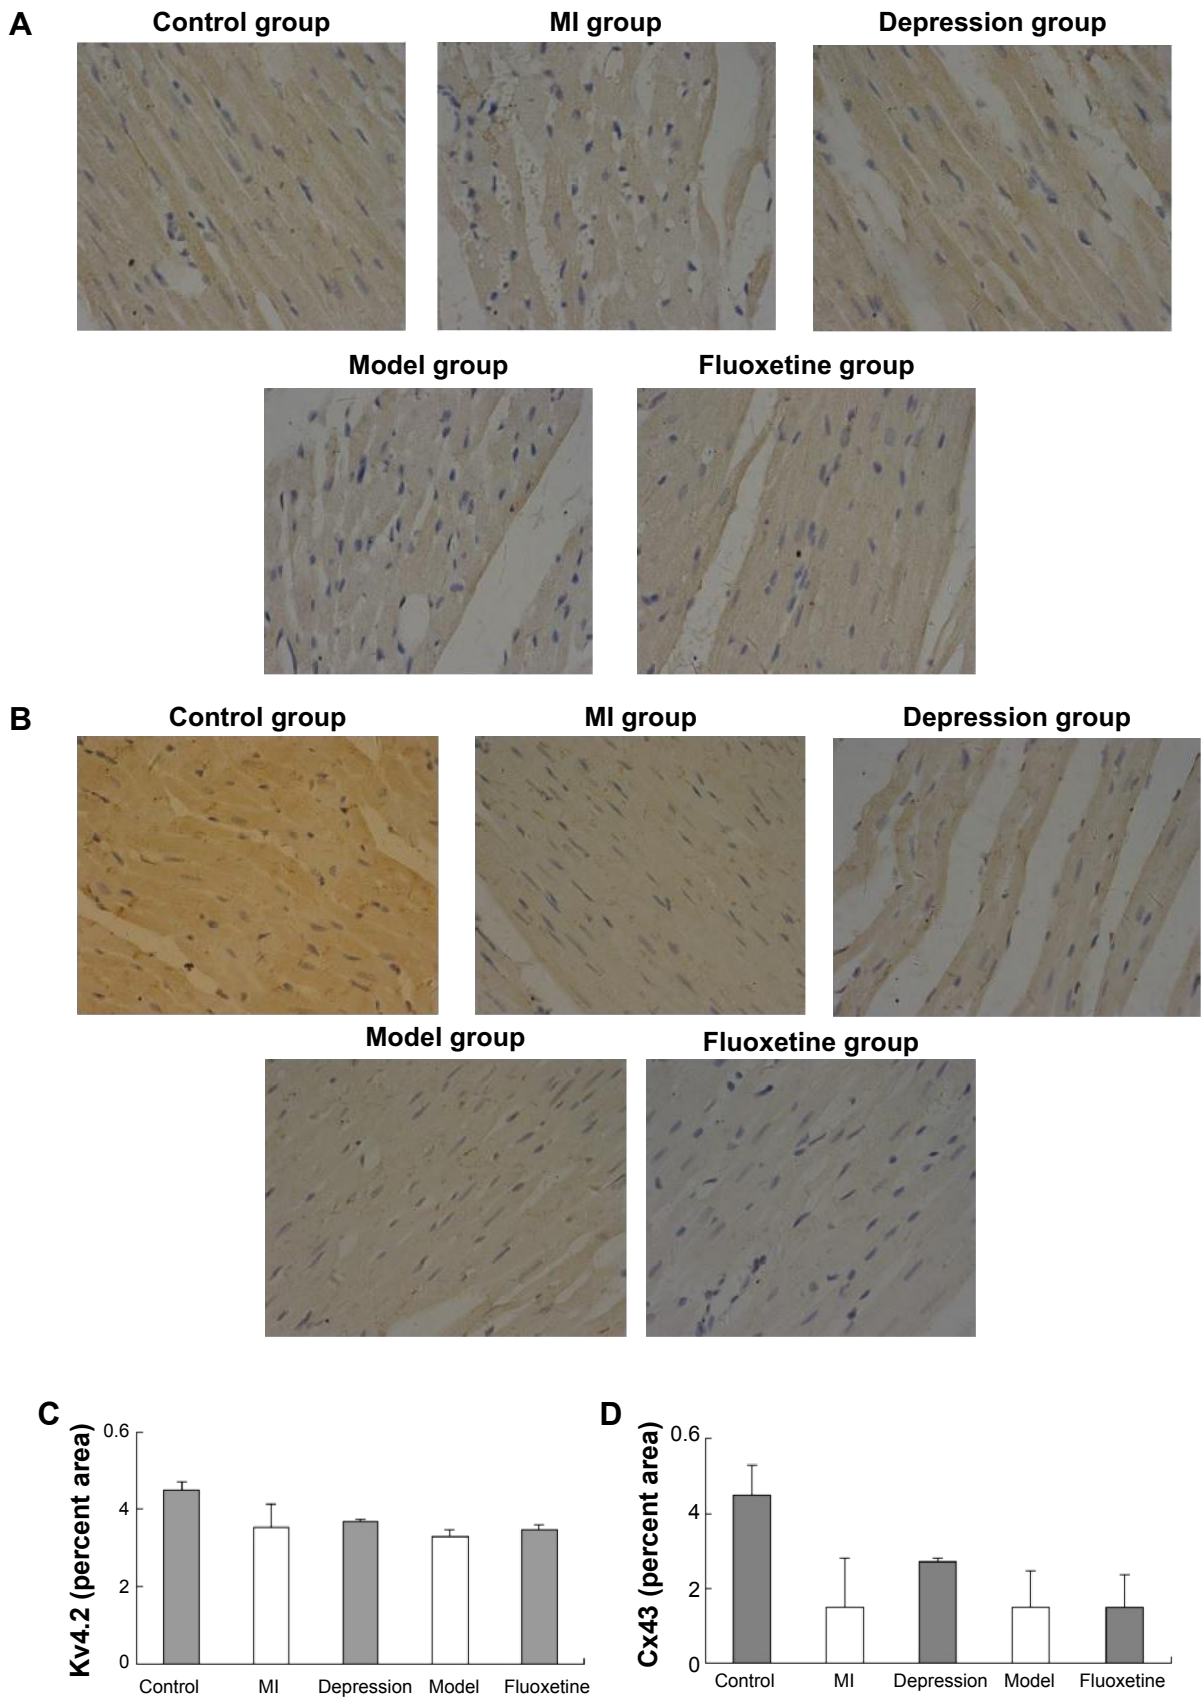 A
Control group
MI group
Depression group
Model group
Fluoxetine group
B
Control group
MI group
Depression group
Model group
Fluoxetine group
C
Kv4.2 (percent area)
0.6
4
2
0
Control
MI
Depression
Model
Fluoxetine
D
Cx43 (percent area)
0.6
4
2
0
Control
MI
Depression
Model
Fluoxetine